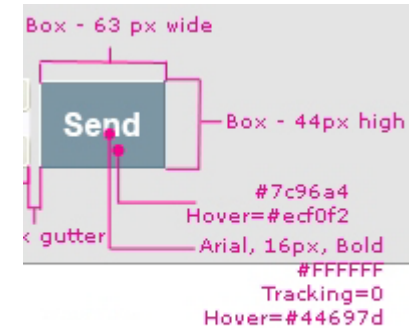 Box - 63 px wide
Send
Box - 44px high
#7c96a4
Hover=#ecf0f2
gutter
Arial, 16px, Bold
#FFFFFF
Tracking=0
Hover=#44697d